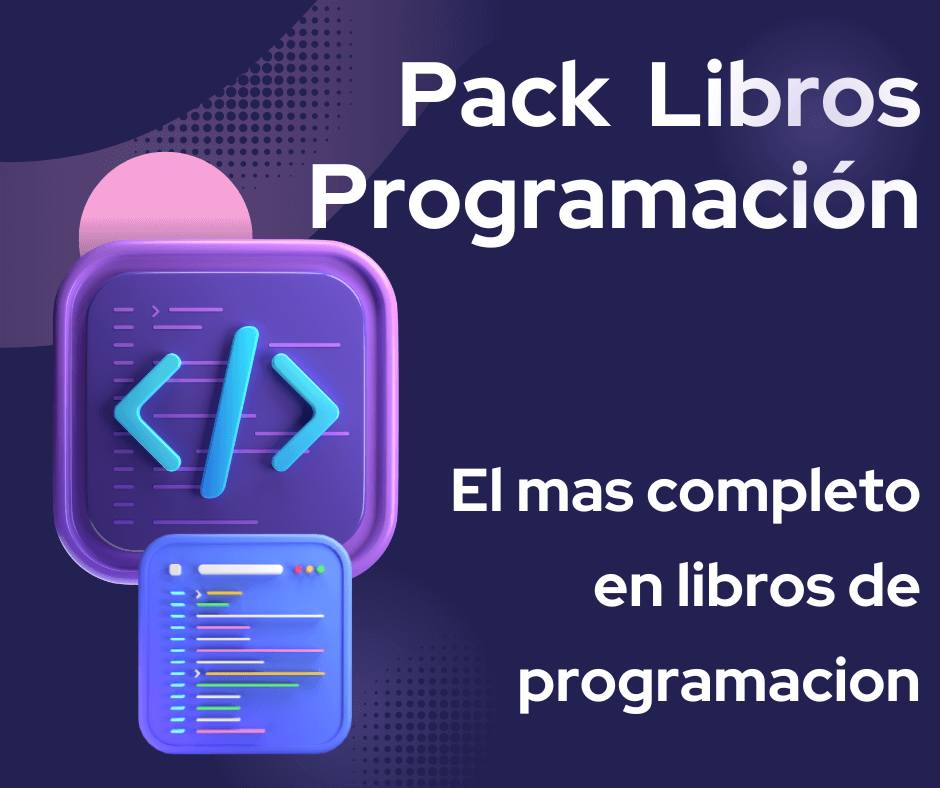 Pack Libros
Programación
</>
El mas completo
en libros de
programacion